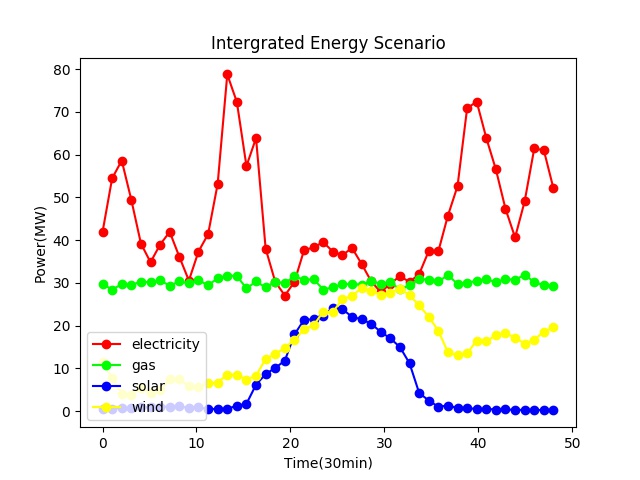 Intergrated Energy Scenario
Power(MW)
80
70
60
50
40
30
20
10
0
electricity
gas
solar
wind
0 10 20 30 40 50
Time(30min)